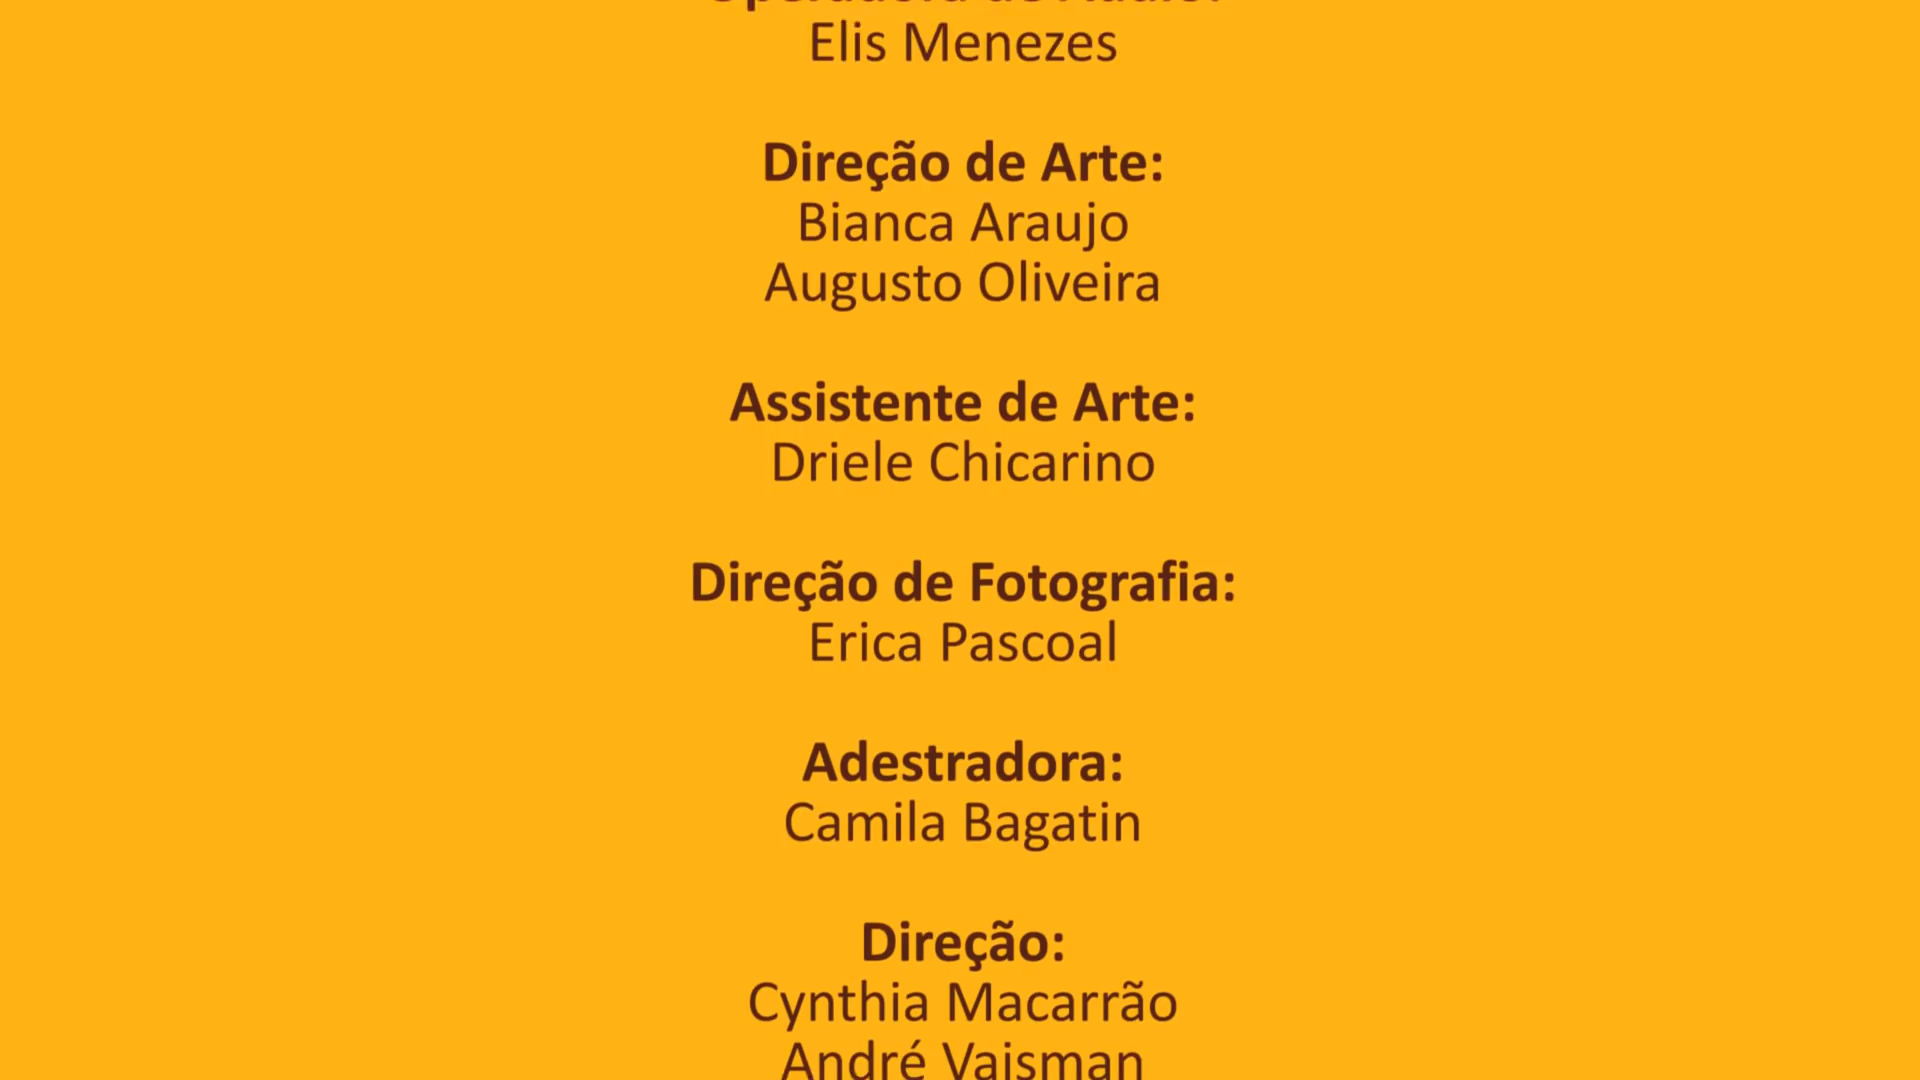 Elis Menezes
Direção de Arte:
Bianca Araujo
Augusto Oliveira
Assistente de Arte:
Driele Chicarino
Direção de Fotografia:
Erica Pascoal
Adestradora:
Camila Bagatin
Direção:
Cynthia Macarrão
André Vaisman